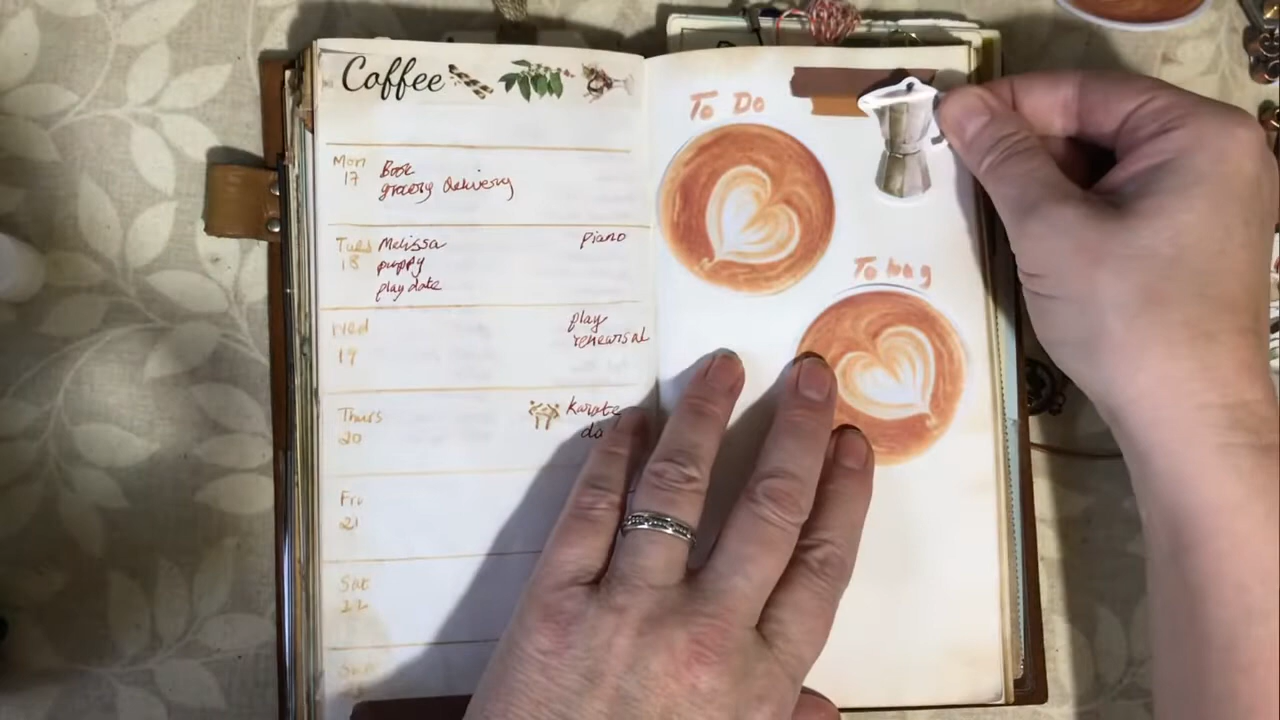 Coffee
Mon
17
Book
grocery delivery
Tues
18
Melissa
puppy
play date
piano
Wed
19
play
rehearsal
Thurs
20
karate
do
Fri
21
Sat
22
To Do
To buy